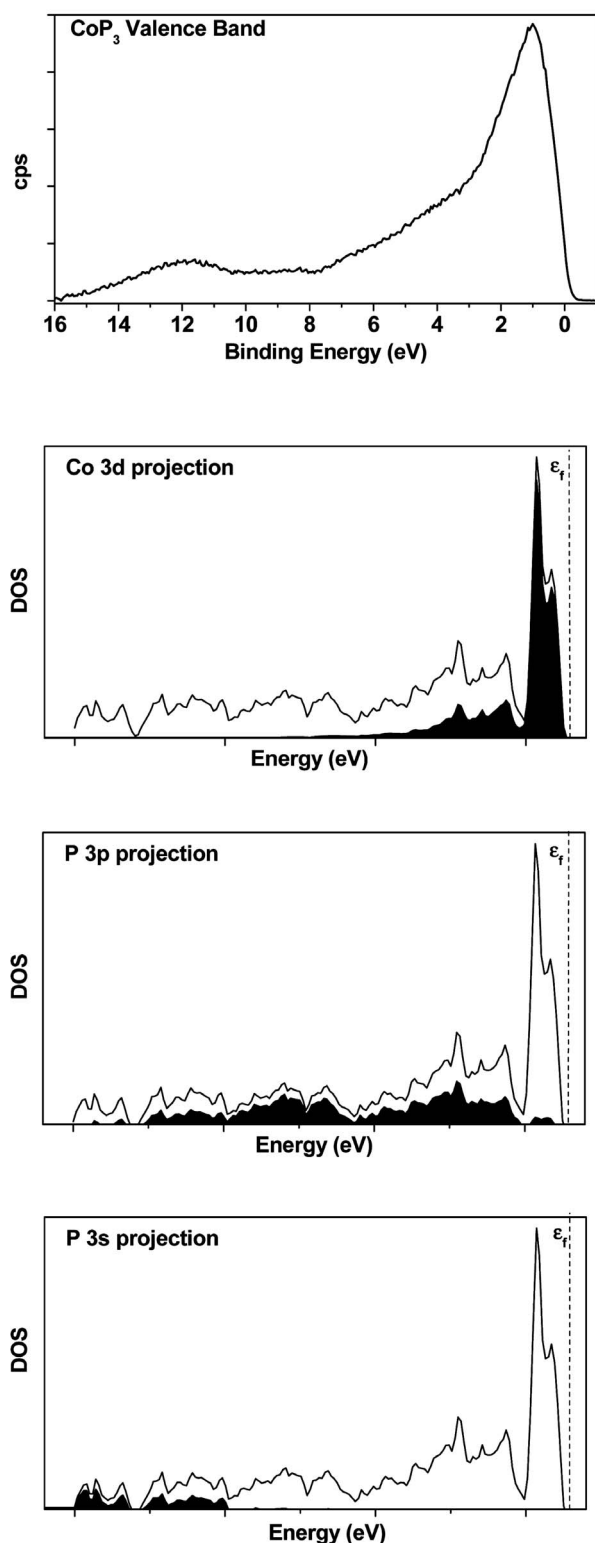 CoP₃ Valence Band
cps
16 14 12 10 8 6 4 2 0
Binding Energy (eV)
Co 3d projection
εf
DOS
Energy (eV)
P 3p projection
εf
DOS
Energy (eV)
P 3s projection
εf
DOS
Energy (eV)